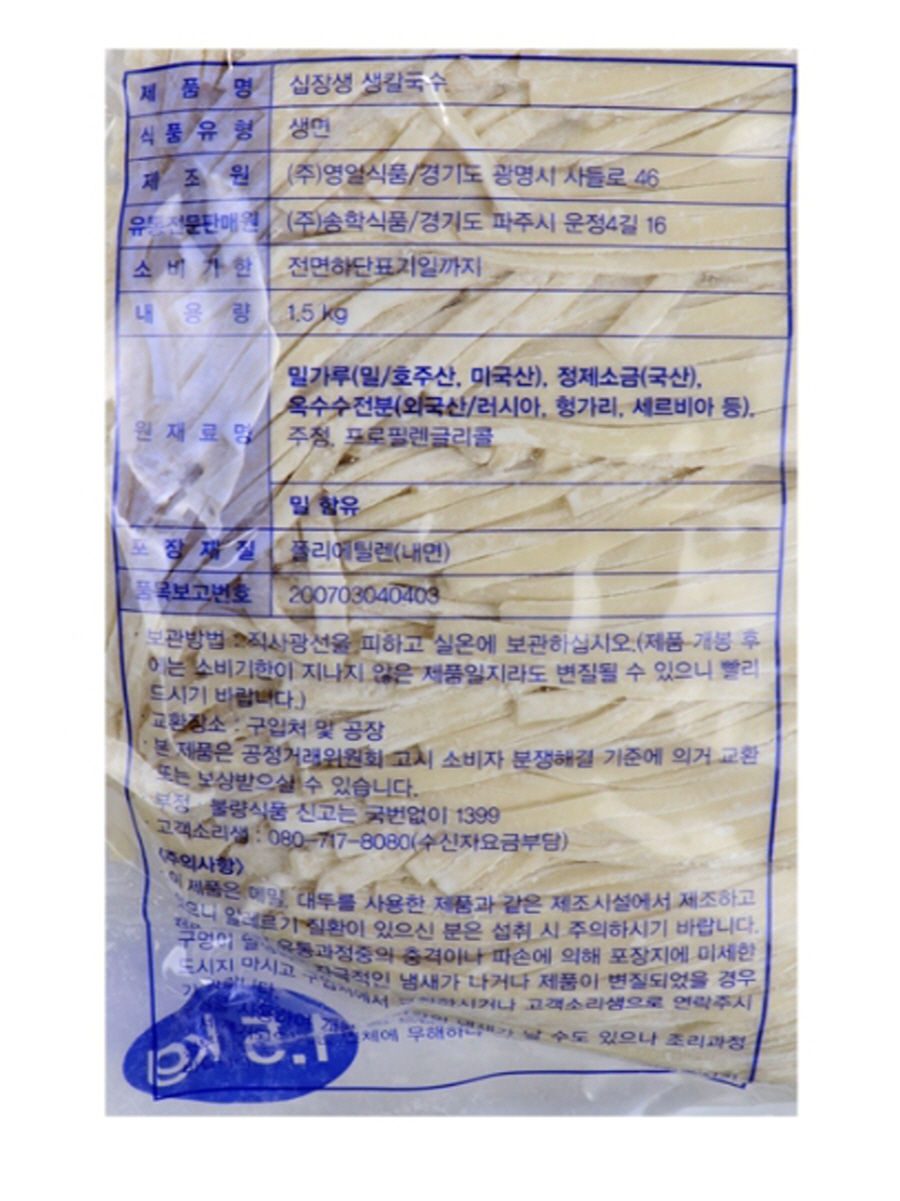 제 품 명 십장생 생칼국수
식 품 유 형 생면
제 조 원 (주)영일식품/경기도 광명시 사들로 46
유통전문판매원 (주)송학식품/경기도 파주시 운정4길 16
소 비 기 한 전면하단표기일까지
내 용 량 1.5 kg
밀가루(밀/호주산, 미국산), 정제소금(국산),
옥수수전분(외국산/러시아, 헝가리, 세르비아 등),
원 재 료 명 주정, 프로필렌글리콜
밀 함유
포 장 재 질 폴리에틸렌(내면)
품목보고번호 200703040403
· 보관방법 : 직사광선을 피하고 실온에 보관하십시오.(제품 개봉 후
에는 소비기한이 지나지 않은 제품일지라도 변질될 수 있으니 빨리
드시기 바랍니다.)
· 교환장소 : 구입처 및 공장
· 본 제품은 공정거래위원회 고시 소비자 분쟁해결 기준에 의거 교환
또는 보상받으실 수 있습니다.
· 부정 · 불량식품 신고는 국번없이 1399
· 고객소리샘 : 080-717-8080(수신자요금부담)
《주의사항》
· 이 제품은 메밀, 대두를 사용한 제품과 같은 제조시설에서 제조하고
있으니 알레르기 질환이 있으신 분은 섭취 시 주의하시기 바랍니다.
유통과정중의 충격이나 파손에 의해 포장지에 미세한
구멍이 자극적인 냄새가 나거나 제품이 변질되었을 경우
드시지 마시고 구입처에서 고객소리샘으로 연락주시
날 수도 있으나 조리과정
무해하
1.5 kg